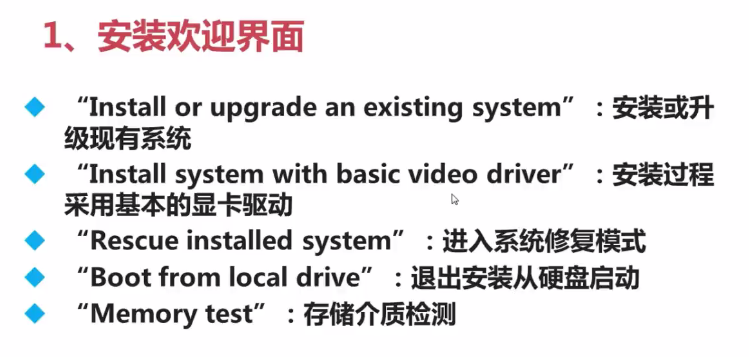 1、安装欢迎界面
“Install or upgrade an existing system”：安装或升
级现有系统
“Install system with basic video driver”：安装过程
采用基本的显卡驱动
“Rescue installed system”：进入系统修复模式
“Boot from local drive”：退出安装从硬盘启动
“Memory test”：存储介质检测